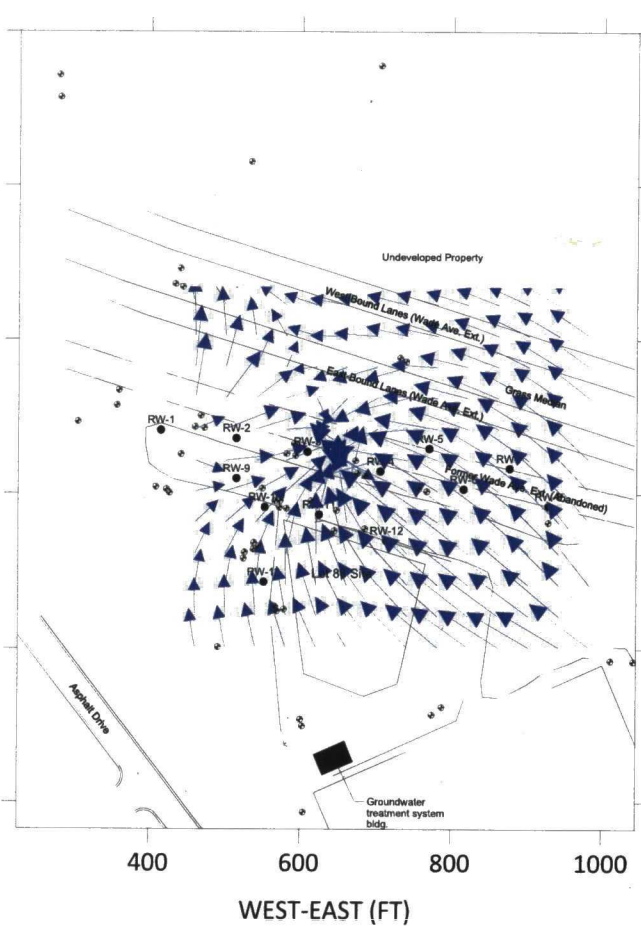 Undeveloped Property
West Bound Lanes (Wade Ave. Ext.)
East Bound Lanes (Wade Ave. Ext.)
Grass Median
RW-1
RW-2
RW-5
RW-9
Former Wade Ave. Ext. (Abandoned)
RW-12
Asphalt Drive
Groundwater
treatment system
bldg.
400 600 800 1000
WEST-EAST (FT)